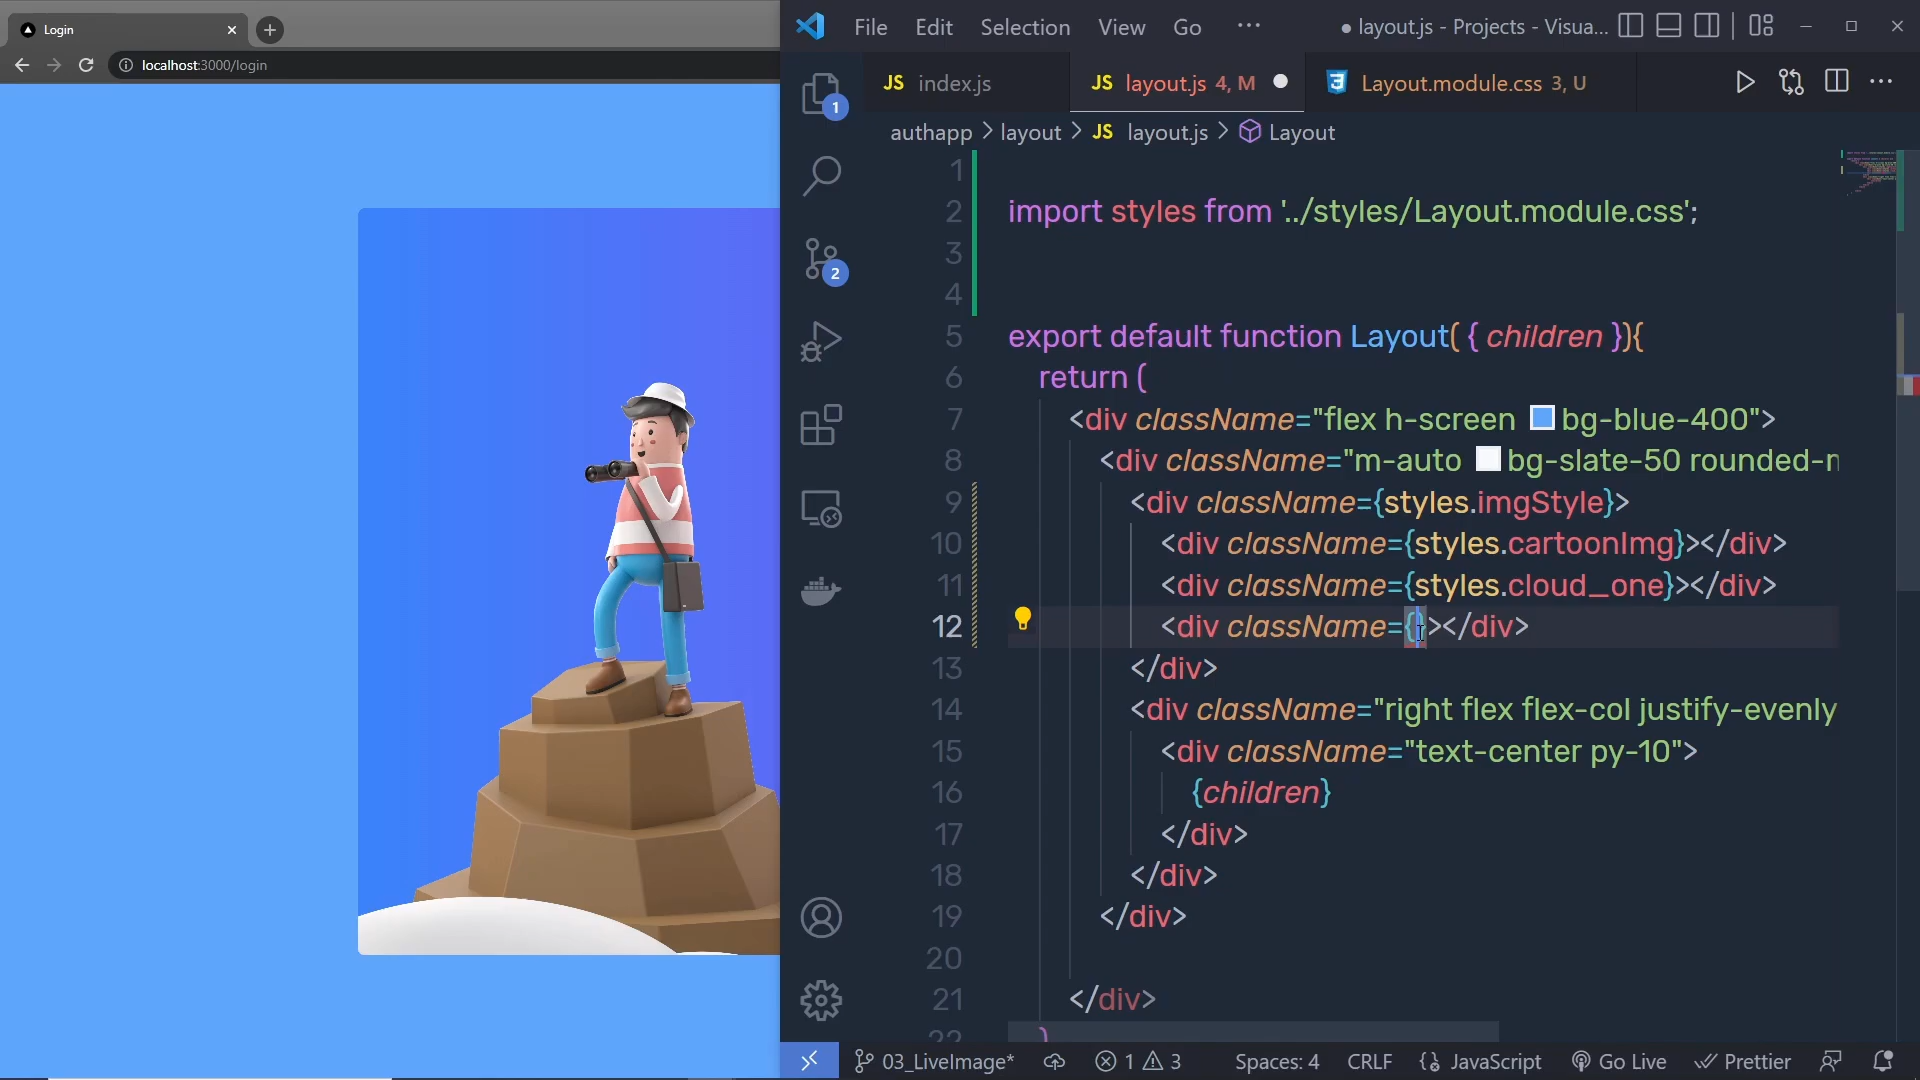 Login
localhost:3000/login
File Edit Selection View Go ··· ● layout.js - Projects - Visua...
JS index.js JS layout.js 4, M ● Layout.module.css 3, U
authapp > layout > JS layout.js > Layout
1
2 import styles from '../styles/Layout.module.css';
3
4
5 export default function Layout( { children }){
6 return (
7 <div className="flex h-screen bg-blue-400">
8 <div className="m-auto bg-slate-50 rounded-
9 <div className={styles.imgStyle}>
10 <div className={styles.cartoonImg}></div>
11 <div className={styles.cloud_one}></div>
12 <div className={}></div>
13 </div>
14 <div className="right flex flex-col justify-evenly
15 <div className="text-center py-10">
16 {children}
17 </div>
18 </div>
19 </div>
20
21 </div>
22 )
1
2
03_LiveImage* 1 3 Spaces: 4 CRLF {} JavaScript Go Live Prettier